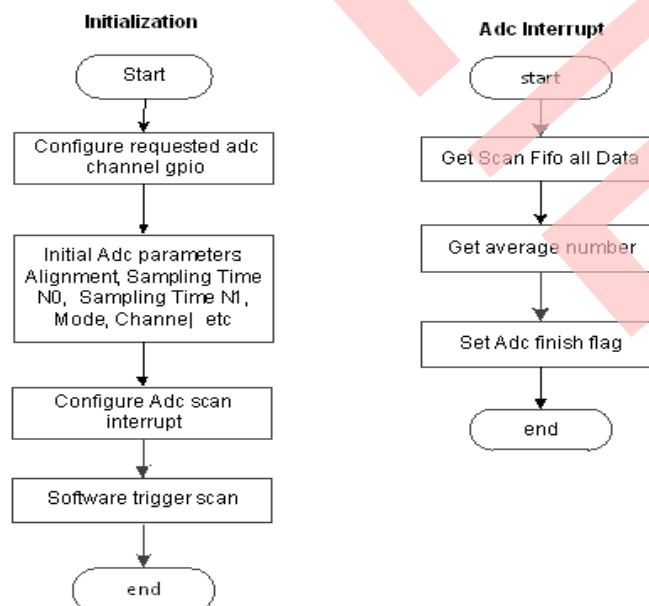 Initialization
Start
Configure requested adc
channel gpio
Initial Adc parameters
Alignment, Sampling Time
N0, Sampling Time N1,
Mode, Channel etc
Configure Adc scan
interrupt
Software trigger scan
end
Adc Interrupt
start
Get Scan Fifo all Data
Get average number
Set Adc finish flag
end